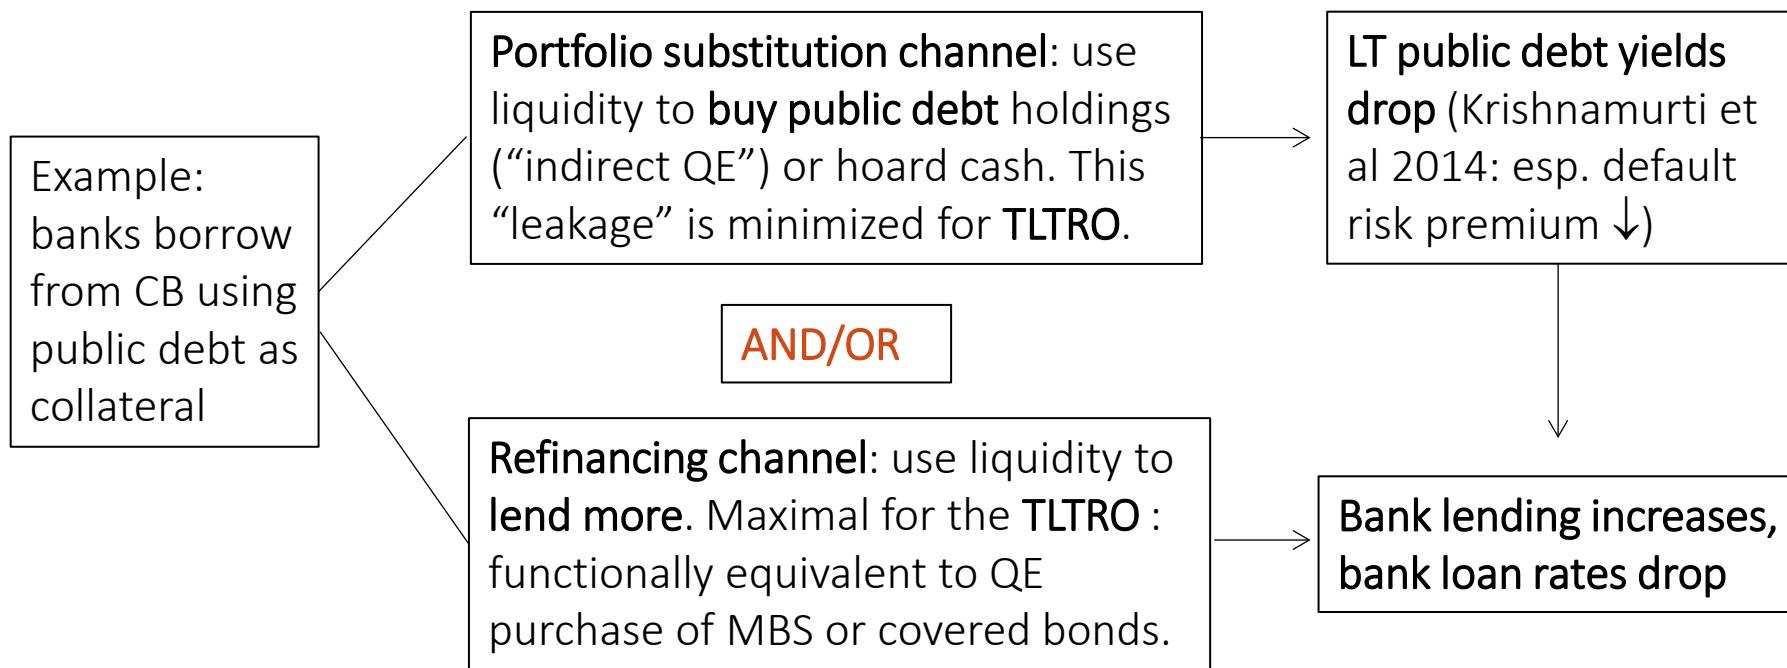 Example:
banks borrow
from CB using
public debt as
collateral
Portfolio substitution channel: use
liquidity to buy public debt holdings
(“indirect QE”) or hoard cash. This
“leakage” is minimized for TLTRO.
LT public debt yields
drop (Krishnamurti et
al 2014: esp. default
risk premium ↓)
AND/OR
Refinancing channel: use liquidity to
lend more. Maximal for the TLTRO :
functionally equivalent to QE
purchase of MBS or covered bonds.
Bank lending increases,
bank loan rates drop